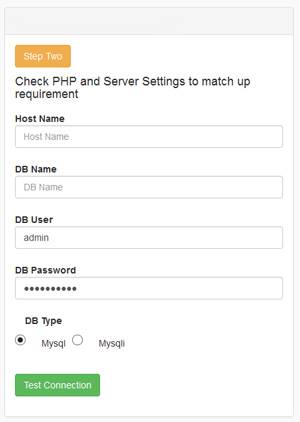 Step Two
Check PHP and Server Settings to match up
requirement
Host Name
Host Name
DB Name
DB Name
DB User
admin
DB Password
●●●●●●●●●●
DB Type
Mysql Mysqli
Test Connection